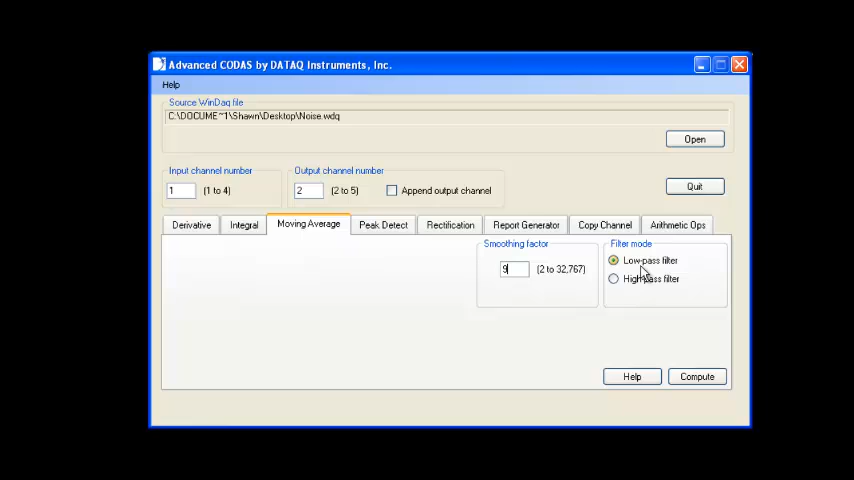 Advanced CODAS by DATAQ Instruments, Inc.
Help
Source WinDaq file
C:\DOCUME~1\Shawn\Desktop\Noise.wdq
Open
Input channel number
Output channel number
1 (1 to 4)
2 (2 to 5)
Append output channel
Quit
Derivative Integral Moving Average Peak Detect Rectification Report Generator Copy Channel Arithmetic Ops
Smoothing factor
Filter mode
9 (2 to 32,767)
Low-pass filter
High-pass filter
Help
Compute